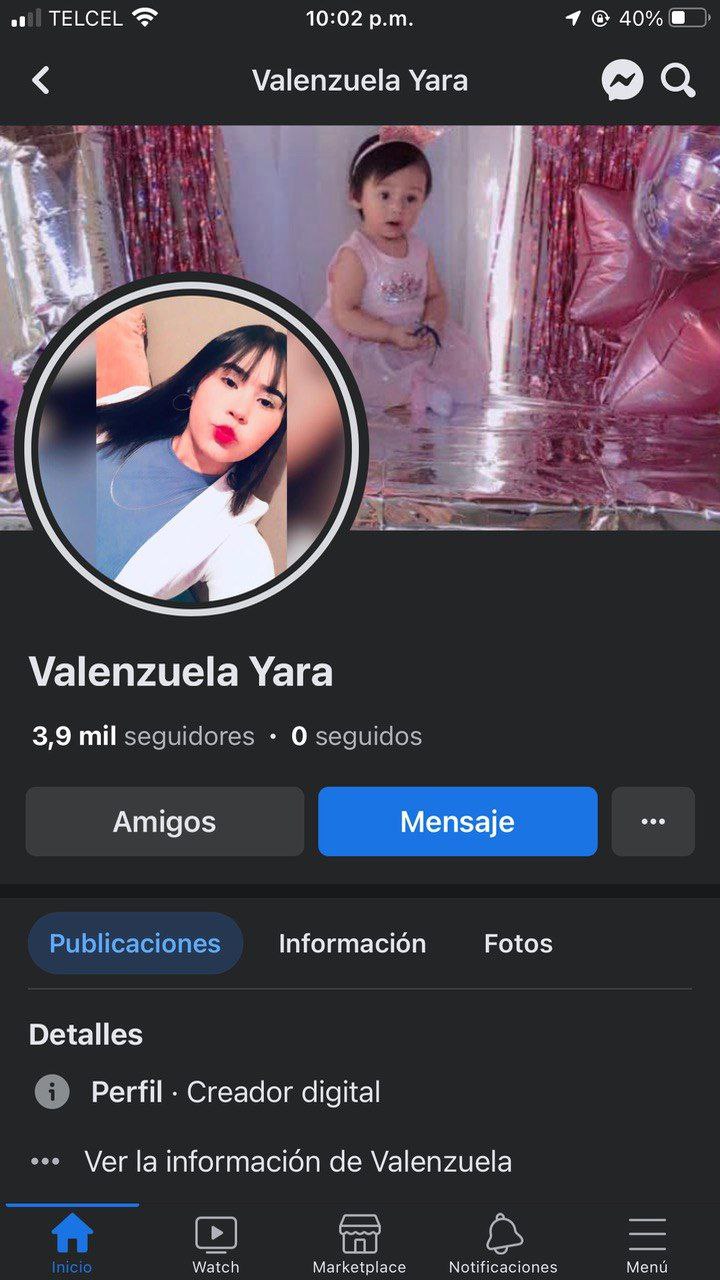 TELCEL 10:02 p.m. 40%
Valenzuela Yara
Valenzuela Yara
3,9 mil seguidores · 0 seguidos
Amigos Mensaje ...
Publicaciones Información Fotos
Detalles
Perfil · Creador digital
... Ver la información de Valenzuela
Inicio Watch Marketplace Notificaciones Menú